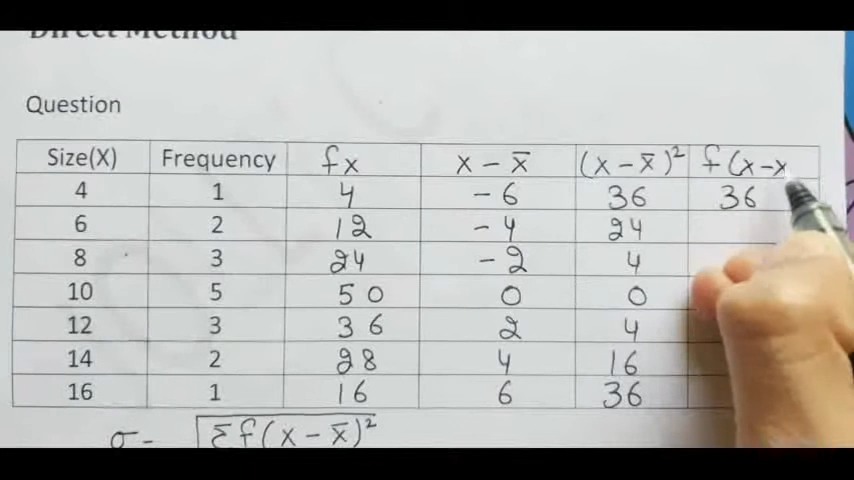 Direct Method
Question
Size(X) Frequency fx x - x̄ (x - x̄)² f(x-x
4 1 4 -6 36 36
6 2 12 -4 24
8 3 24 -2 4
10 5 50 0 0
12 3 36 2 4
14 2 28 4 16
16 1 16 6 36
σ- √Σf(x - x̄)²